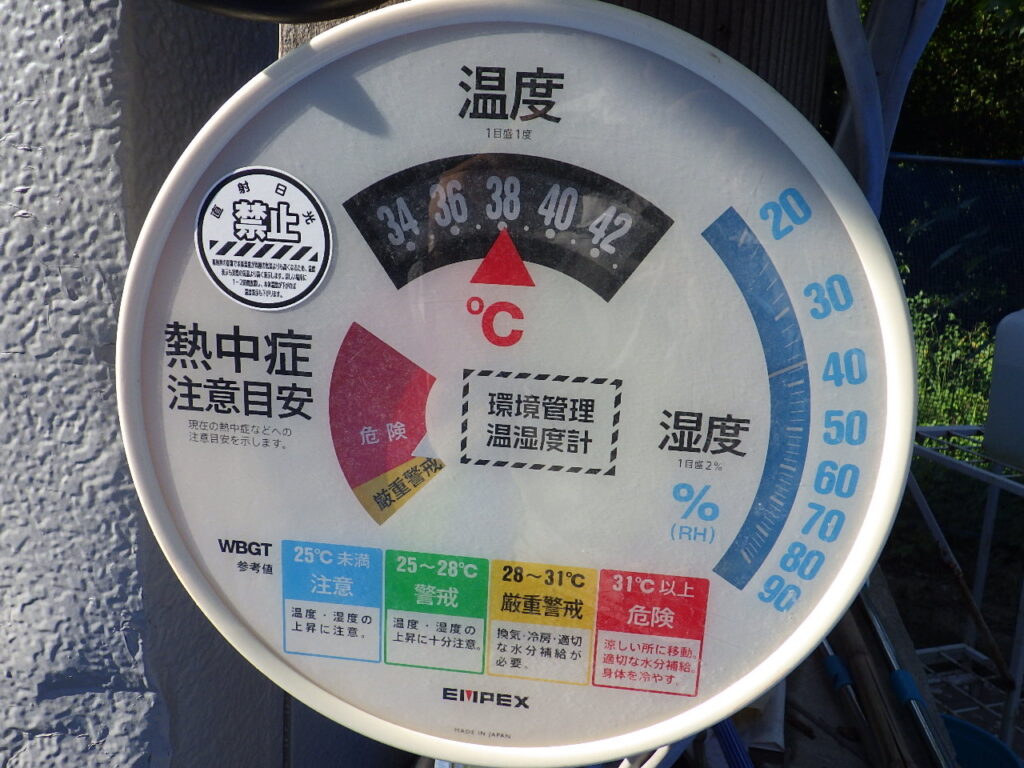 温度
1目盛1度
34 36 38 40 42
℃
直射日光
禁止
20
30
40
50
60
70
80
90
熱中症
注意目安
現在の熱中症などへの
注意目安を示します。
危険
厳重警戒
環境管理
温湿度計
湿度
1目盛2%
%
(RH)
WBGT
参考値
25℃未満
注意
温度・湿度の
上昇に注意。
25～28℃
警戒
温度・湿度の
上昇に十分注意。
28～31℃
厳重警戒
換気・冷房・適切
な水分補給が
必要。
31℃以上
危険
涼しい所に移動。
適切な水分補給。
身体を冷やす。
EMPEX
MADE IN JAPAN